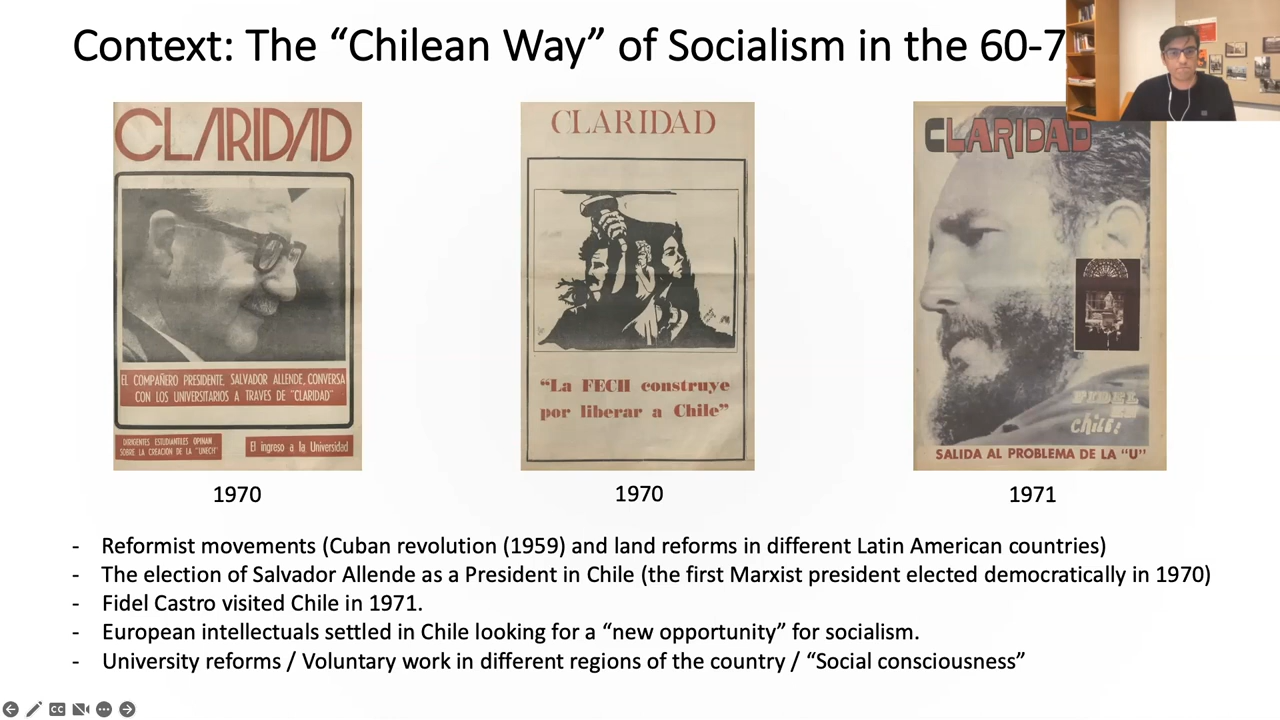 Context: The “Chilean Way” of Socialism in the 60-7
CLARIDAD
EL COMPAÑERO PRESIDENTE, SALVADOR ALLENDE, CONVERSA
CON LOS UNIVERSITARIOS A TRAVES DE "CLARIDAD"
DIRIGENTES ESTUDIANTILES OPINAN
SOBRE LA CREACION DE LA "UNECH"
El ingreso a la Universidad
1970
CLARIDAD
“La FECH construye
por liberar a Chile”
1970
CLARIDAD
FIDEL
EN
Chile!
SALIDA AL PROBLEMA DE LA “U”
1971
- Reformist movements (Cuban revolution (1959) and land reforms in different Latin American countries)
- The election of Salvador Allende as a President in Chile (the first Marxist president elected democratically in 1970)
- Fidel Castro visited Chile in 1971.
- European intellectuals settled in Chile looking for a “new opportunity” for socialism.
- University reforms / Voluntary work in different regions of the country / “Social consciousness”
CC